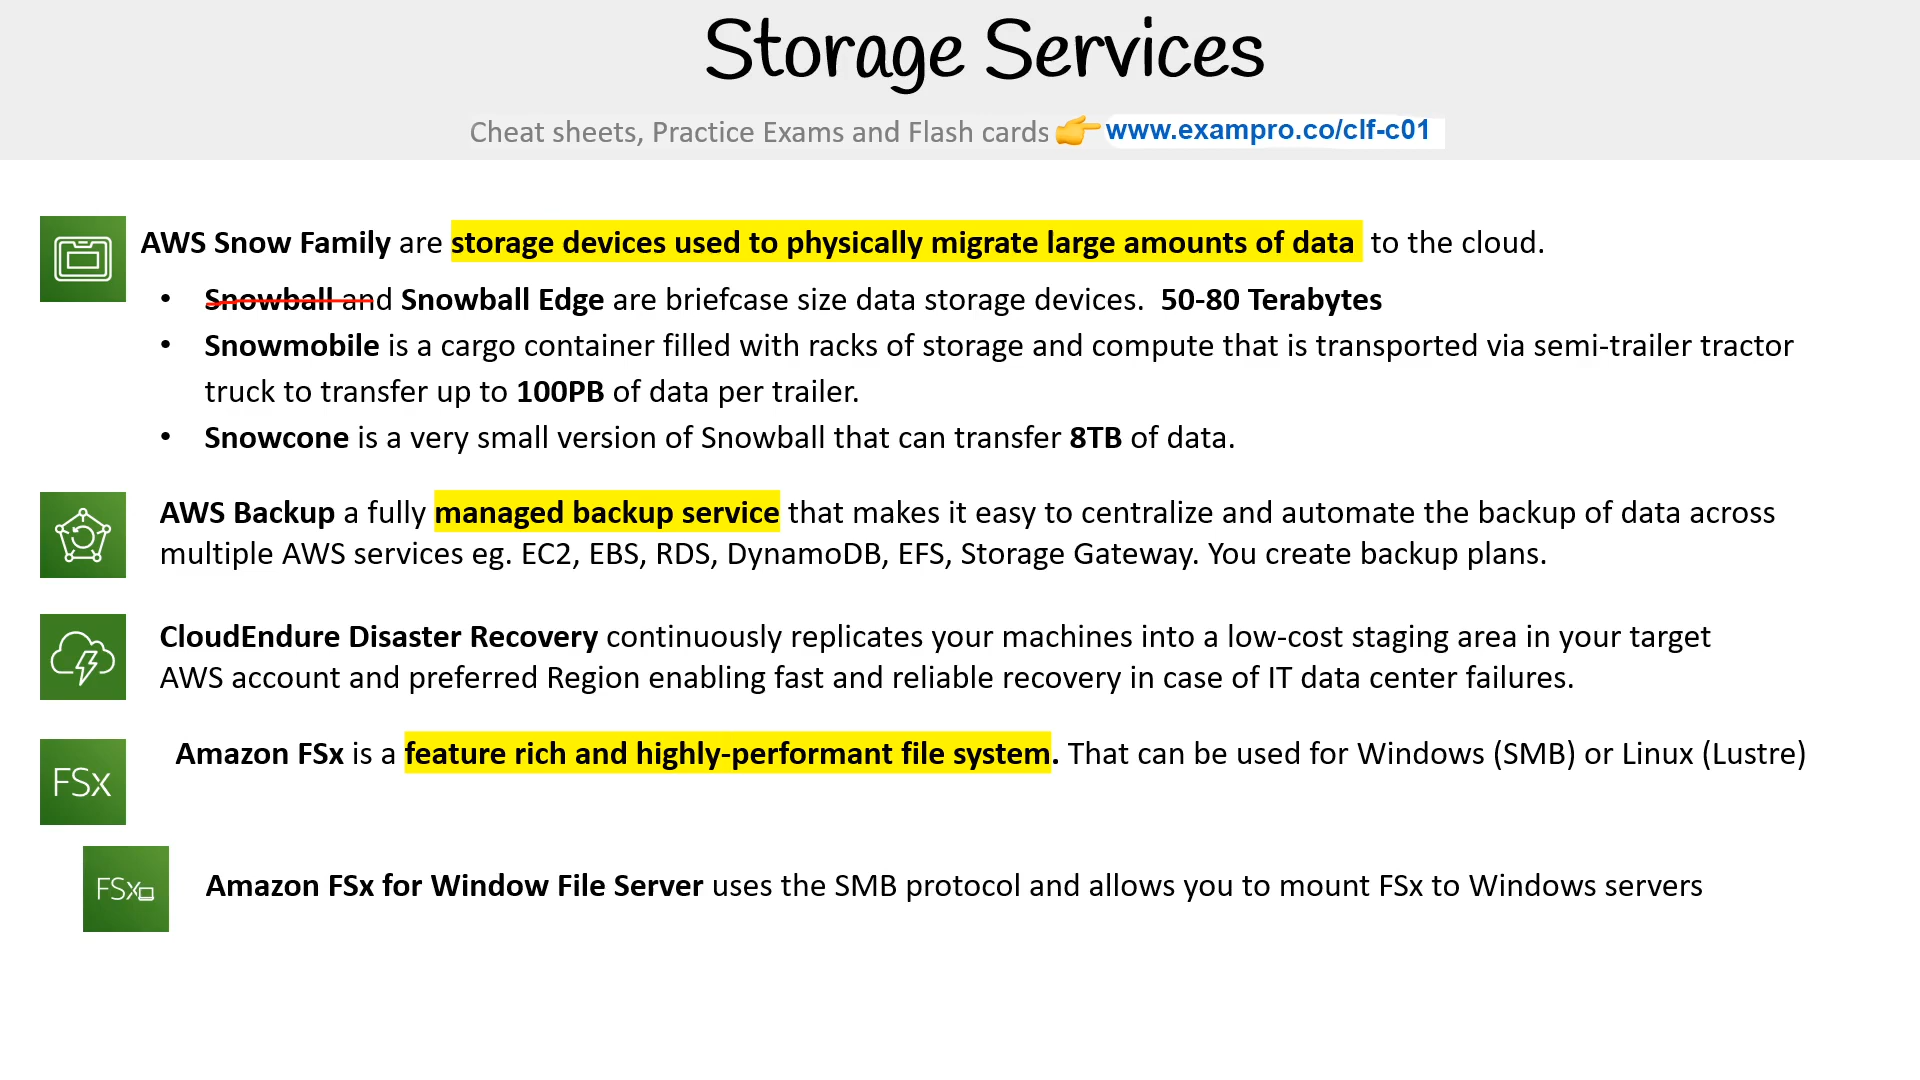 Storage Services
Cheat sheets, Practice Exams and Flash cards 👉 www.exampro.co/clf-c01
AWS Snow Family are storage devices used to physically migrate large amounts of data to the cloud.
• Snowball and Snowball Edge are briefcase size data storage devices. 50-80 Terabytes
• Snowmobile is a cargo container filled with racks of storage and compute that is transported via semi-trailer tractor
truck to transfer up to 100PB of data per trailer.
• Snowcone is a very small version of Snowball that can transfer 8TB of data.
AWS Backup a fully managed backup service that makes it easy to centralize and automate the backup of data across
multiple AWS services eg. EC2, EBS, RDS, DynamoDB, EFS, Storage Gateway. You create backup plans.
CloudEndure Disaster Recovery continuously replicates your machines into a low-cost staging area in your target
AWS account and preferred Region enabling fast and reliable recovery in case of IT data center failures.
Amazon FSx is a feature rich and highly-performant file system. That can be used for Windows (SMB) or Linux (Lustre)
FSx
FSx
Amazon FSx for Window File Server uses the SMB protocol and allows you to mount FSx to Windows servers